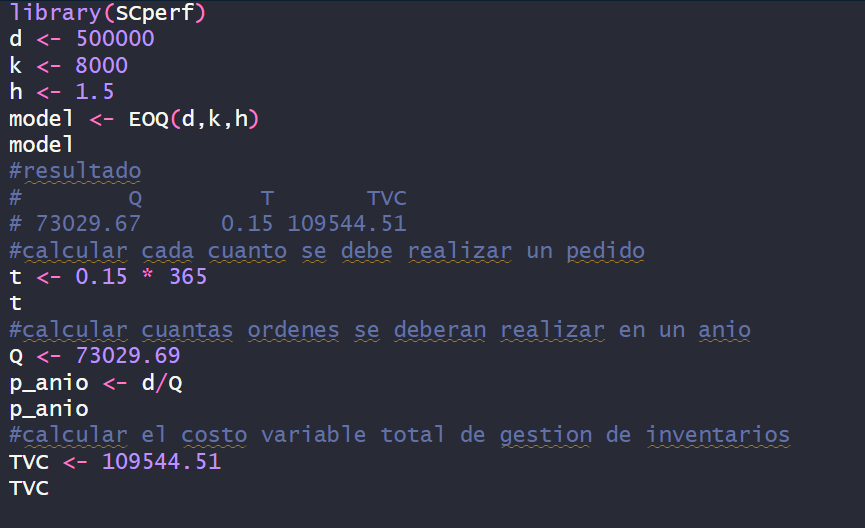 library(SCperf)
d <- 500000
k <- 8000
h <- 1.5
model <- EOQ(d,k,h)
model
#resultado
#        Q         T       TVC
# 73029.67      0.15 109544.51
#calcular cada cuanto se debe realizar un pedido
t <- 0.15 * 365
t
#calcular cuantas ordenes se deberan realizar en un anio
Q <- 73029.69
p_anio <- d/Q
p_anio
#calcular el costo variable total de gestion de inventarios
TVC <- 109544.51
TVC